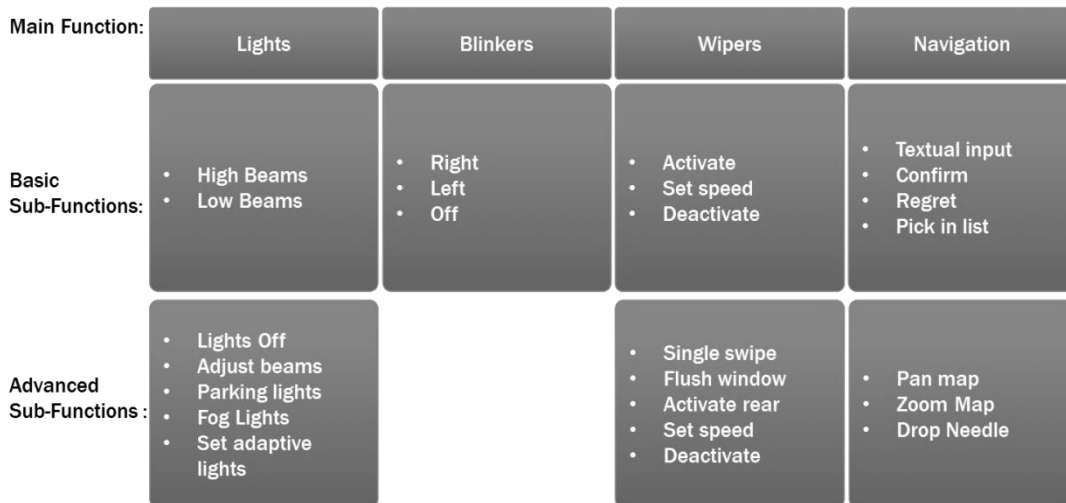 Main Function:
Lights
Blinkers
Wipers
Navigation
Basic
Sub-Functions:
• High Beams
• Low Beams
• Right
• Left
• Off
• Activate
• Set speed
• Deactivate
• Textual input
• Confirm
• Regret
• Pick in list
Advanced
Sub-Functions :
• Lights Off
• Adjust beams
• Parking lights
• Fog Lights
• Set adaptive
lights
• Single swipe
• Flush window
• Activate rear
• Set speed
• Deactivate
• Pan map
• Zoom Map
• Drop Needle